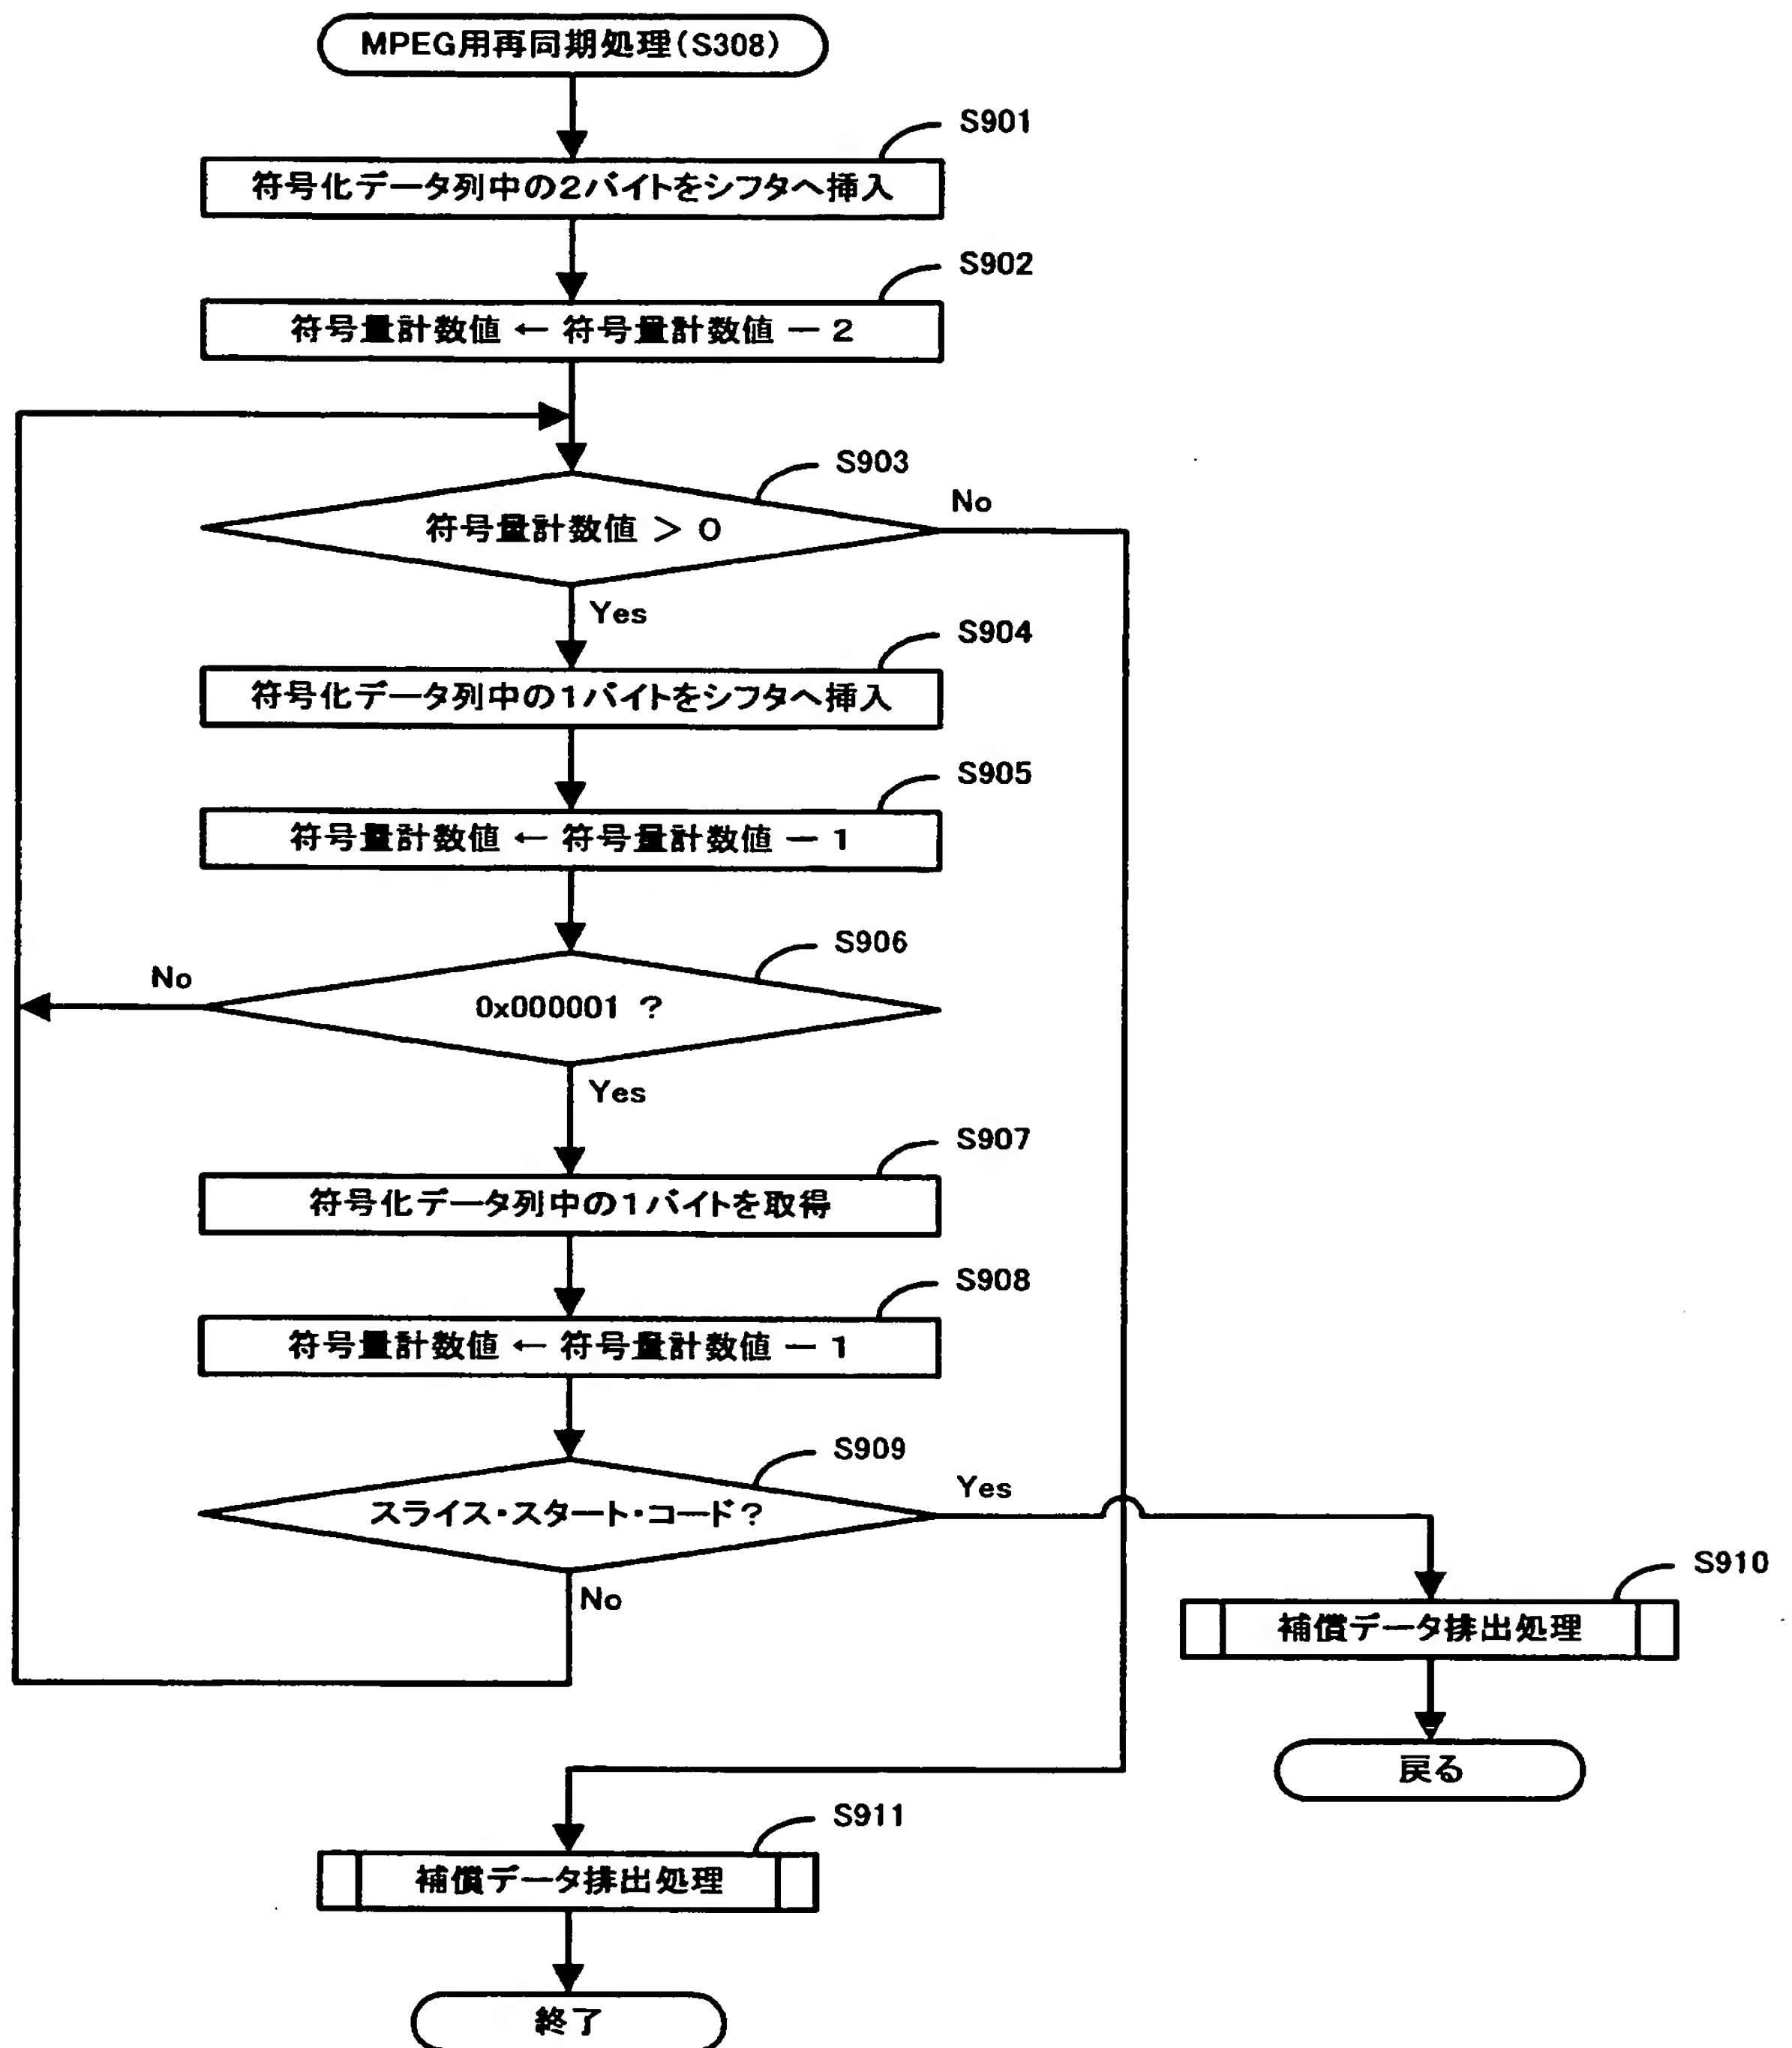 MPEG用再同期処理(S308)
S901
符号化データ列中の2バイトをシフタへ挿入
S902
符号量計数値 ← 符号量計数値 － 2
S903
符号量計数値 > 0
No
Yes
S904
符号化データ列中の1バイトをシフタへ挿入
S905
符号量計数値 ← 符号量計数値 － 1
S906
0x000001 ?
No
Yes
S907
符号化データ列中の1バイトを取得
S908
符号量計数値 ← 符号量計数値 － 1
S909
スライス・スタート・コード?
Yes
No
S910
補償データ排出処理
戻る
S911
補償データ排出処理
終了